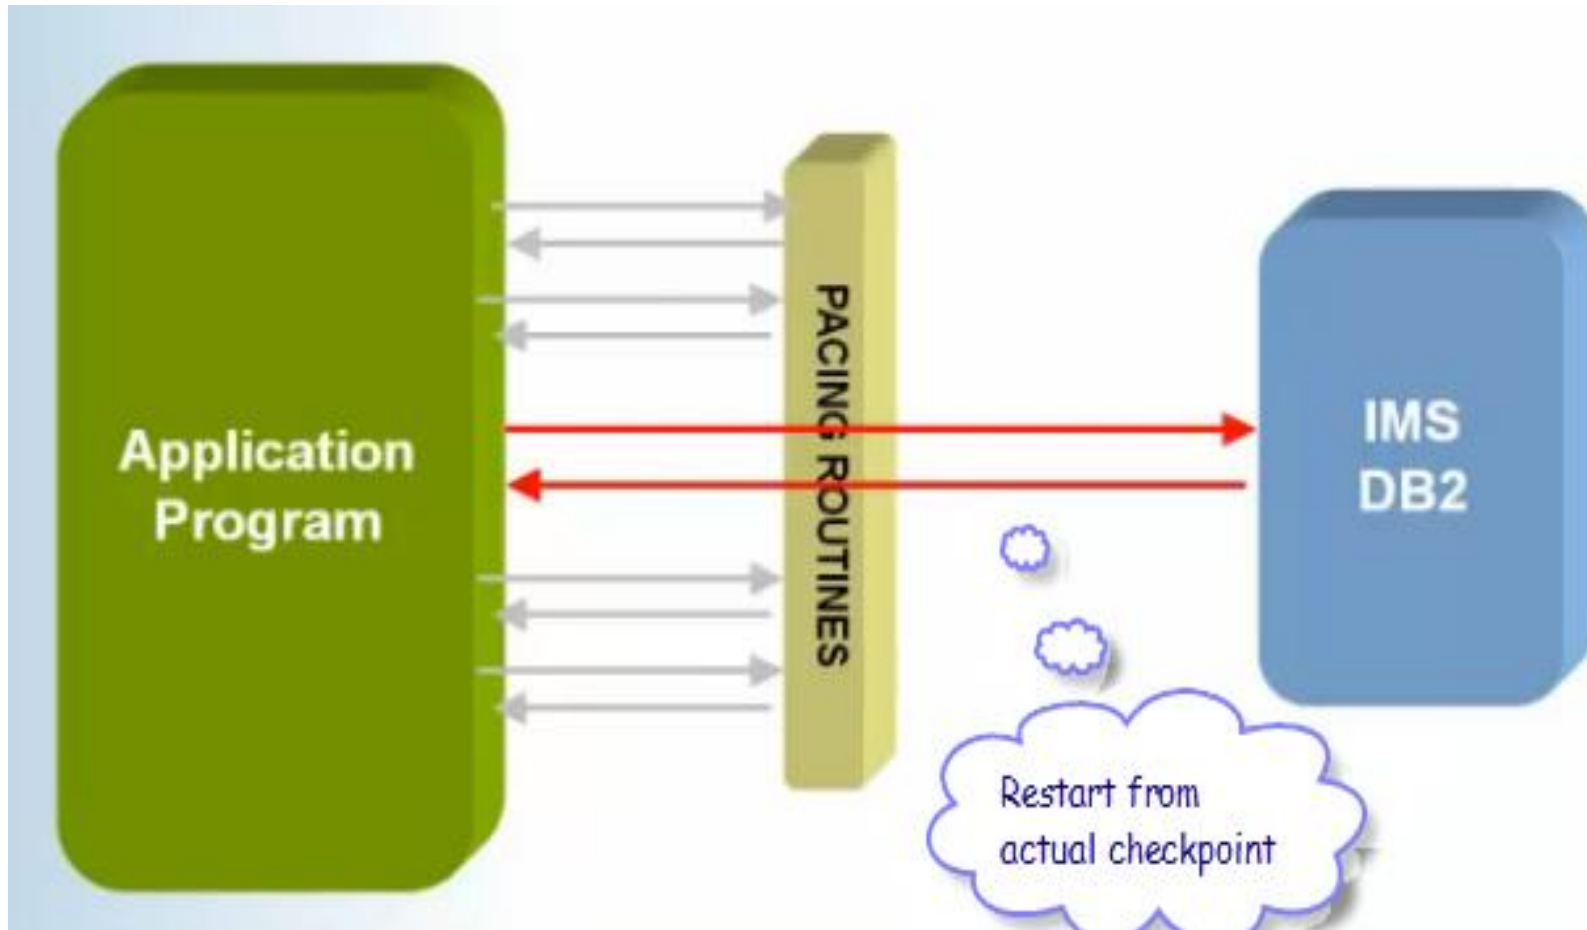 Application
Program
PACING ROUTINES
IMS
DB2
Restart from
actual checkpoint